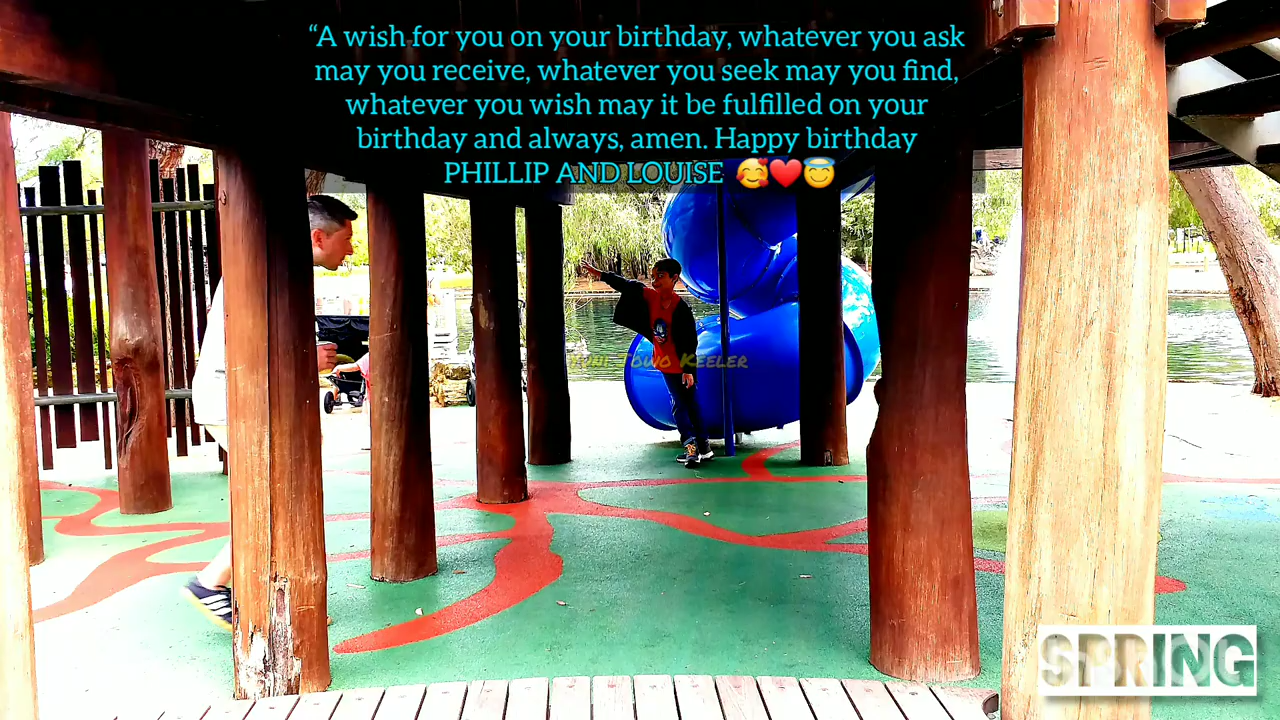 “A wish for you on your birthday, whatever you ask
may you receive, whatever you seek may you find,
whatever you wish may it be fulfilled on your
birthday and always, amen. Happy birthday
PHILLIP AND LOUISE 🥰❤️😇
Towo Keeler
SPRING